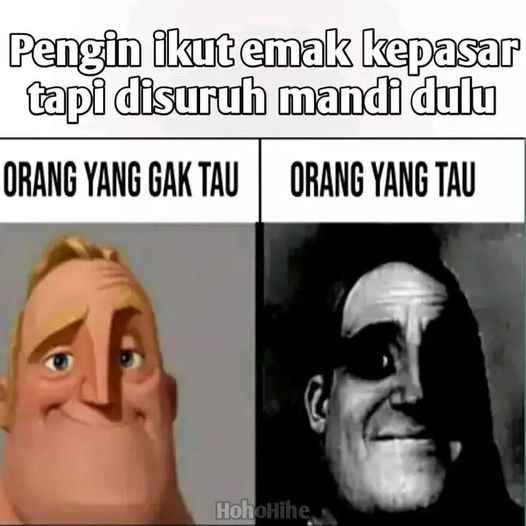 Pengin ikut emak kepasar
tapi disuruh mandi dulu
ORANG YANG GAK TAU
ORANG YANG TAU
HohoHihe